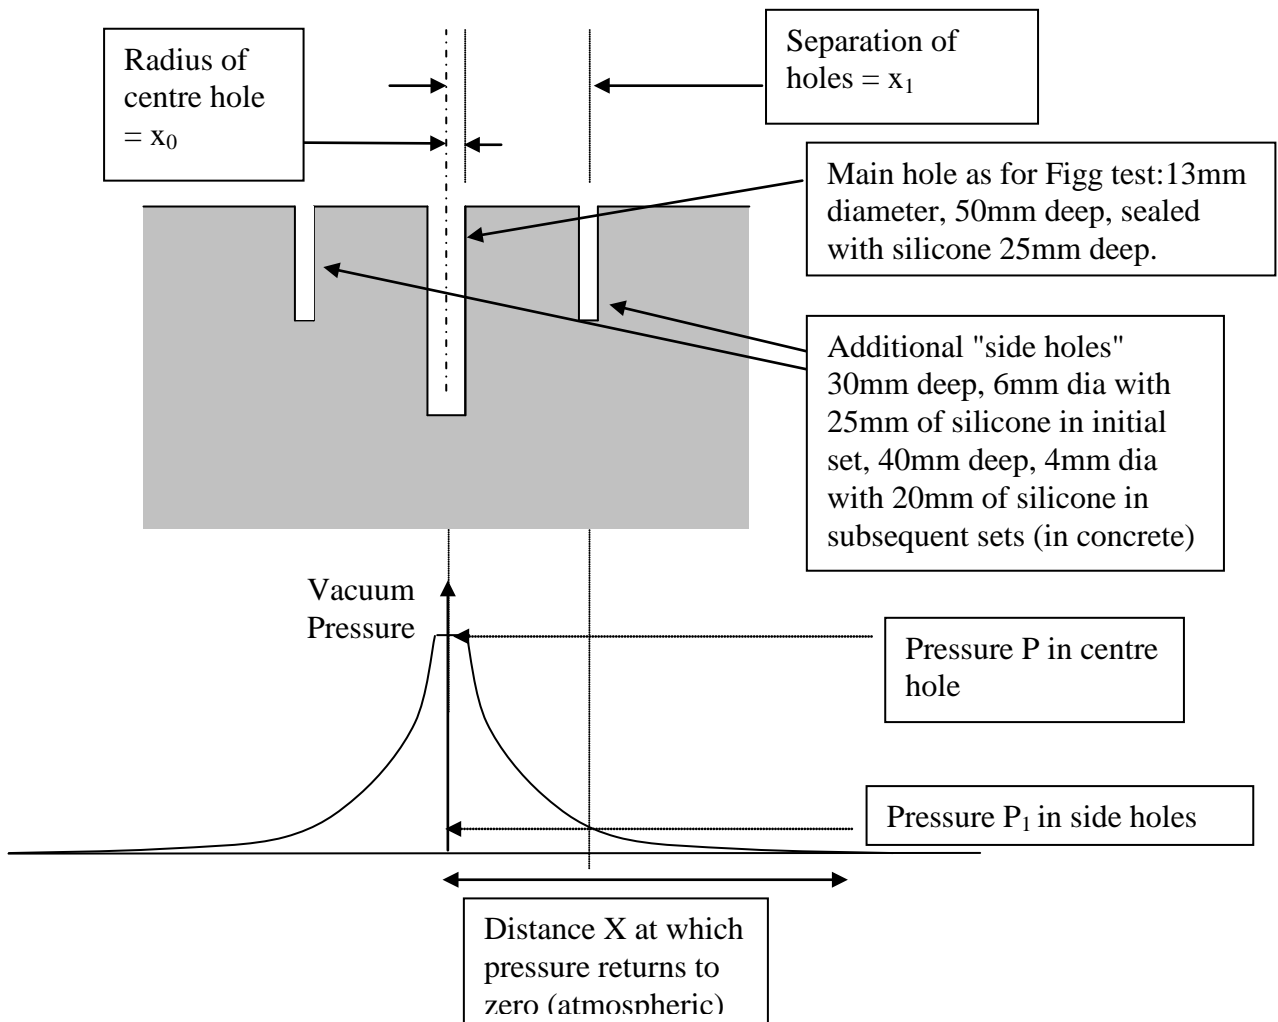 Radius of
centre hole
= x₀
Separation of
holes = x₁
Main hole as for Figg test:13mm
diameter, 50mm deep, sealed
with silicone 25mm deep.
Additional "side holes"
30mm deep, 6mm dia with
25mm of silicone in initial
set, 40mm deep, 4mm dia
with 20mm of silicone in
subsequent sets (in concrete)
Vacuum
Pressure
Pressure P in centre
hole
Pressure P₁ in side holes
Distance X at which
pressure returns to
zero (atmospheric)